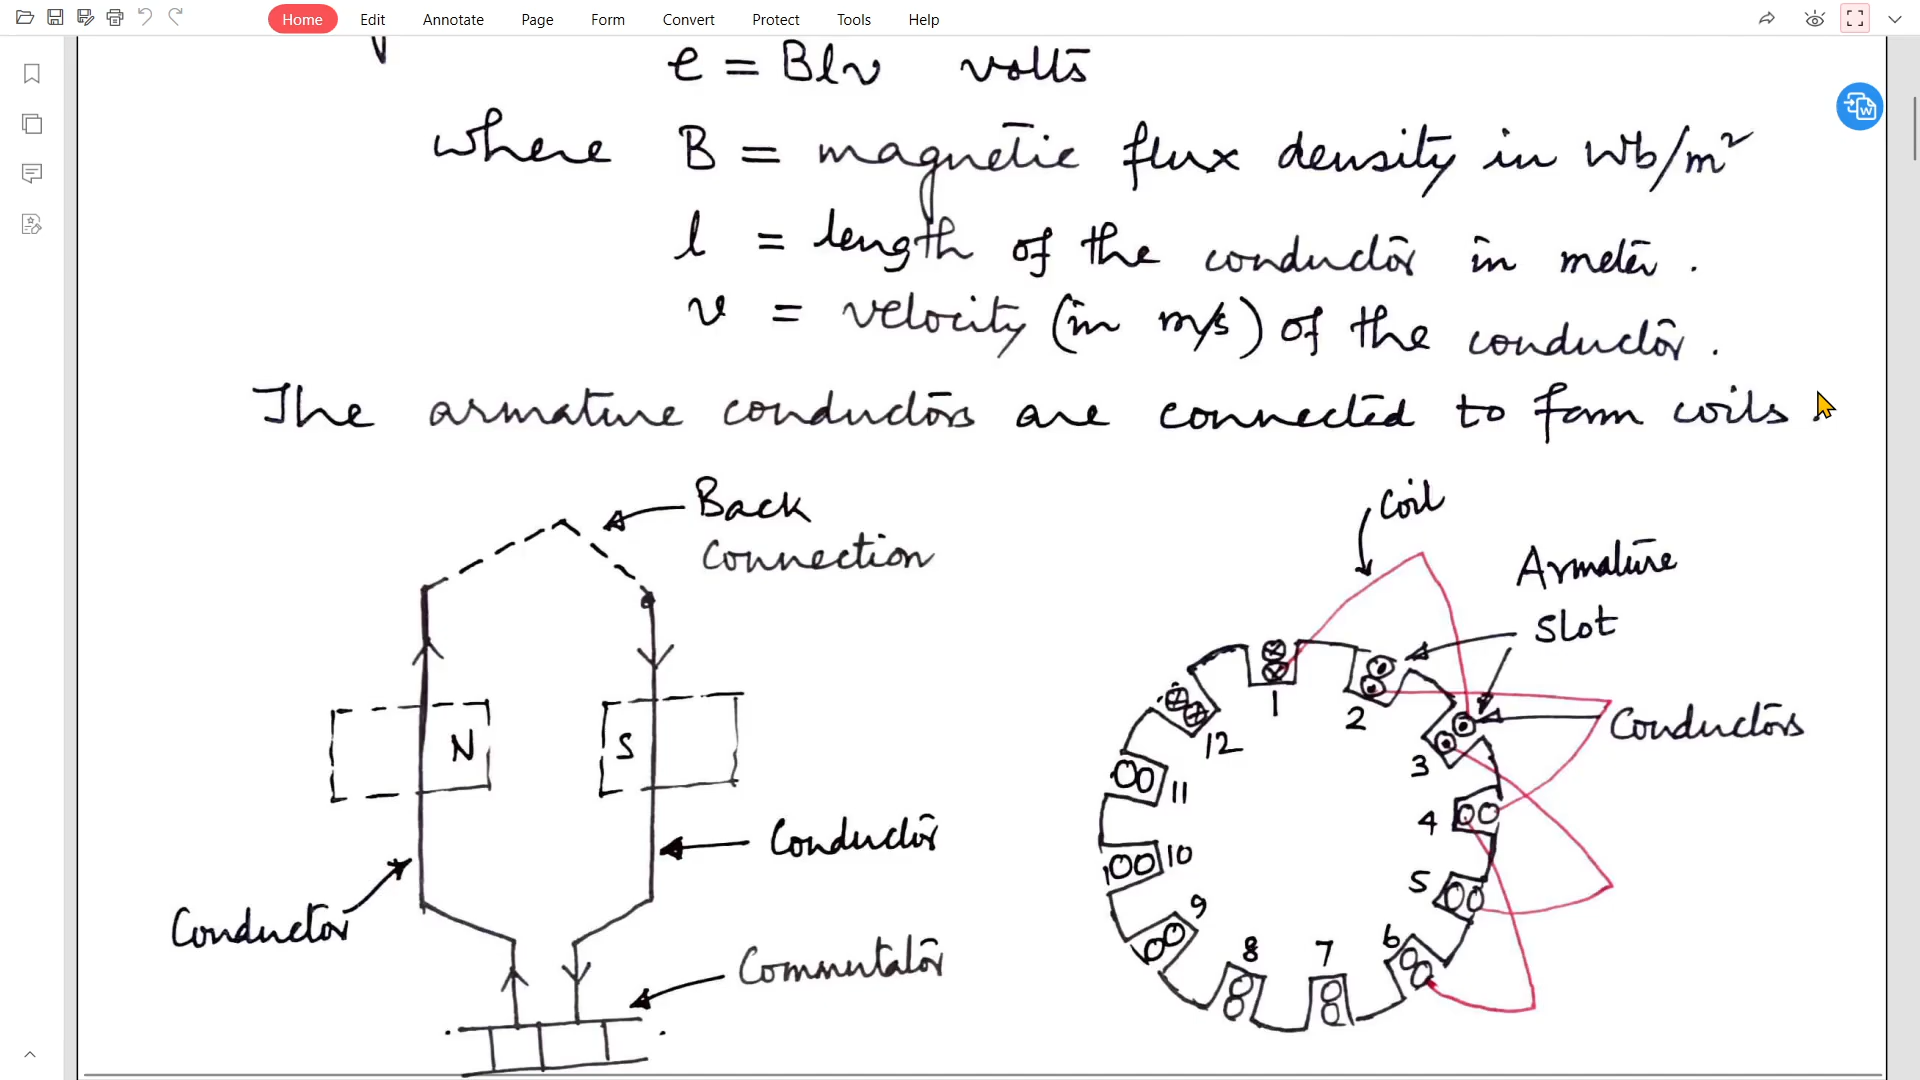 Home Edit Annotate Page Form Convert Protect Tools Help
e = Blv volts
where B = magnetic flux density in Wb/m²
l = length of the conductor in meter.
v = velocity (in m/s) of the conductor.
The armature conductors are connected to form coils.
Back
Connection
N
S
Conductor
Conductor
Commutator
Coil
Armature
Slot
Conductors
1
2
3
4
5
6
7
8
9
10
11
12